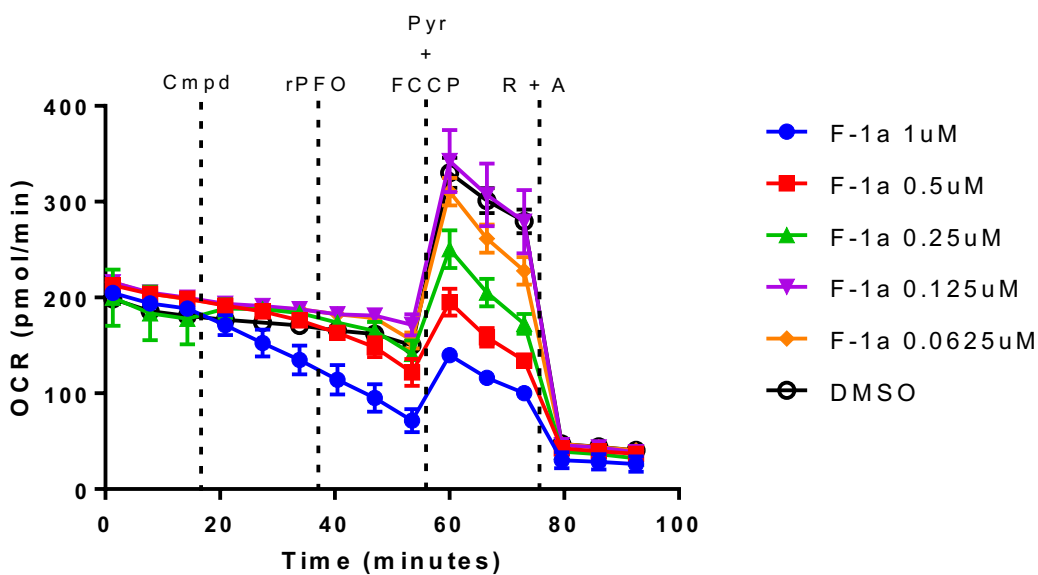 Pyr
+
Cmpd rPFO FCCP R + A
400
300
200
100
0
OCR (pmol/min)
0 20 40 60 80 100
Time (minutes)
F-1a 1uM
F-1a 0.5uM
F-1a 0.25uM
F-1a 0.125uM
F-1a 0.0625uM
DMSO